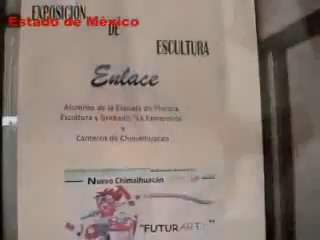 Estado de México
EXPOSICIÓN
DE
ESCULTURA
Enlace
Alumnos de la Escuela de Pintura
Escultura y Grabado "La Esmeralda
y
Canteros de Chimalhuacán
Nuevo Chimalhuacán
"FUTURART